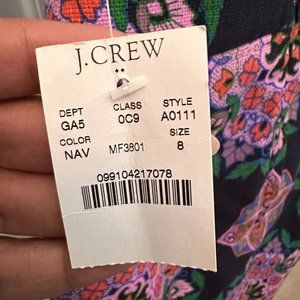 J.CREW
DEPT CLASS STYLE
GA5 0C9 A0111
COLOR SIZE
NAV MF3801 8
099104217078